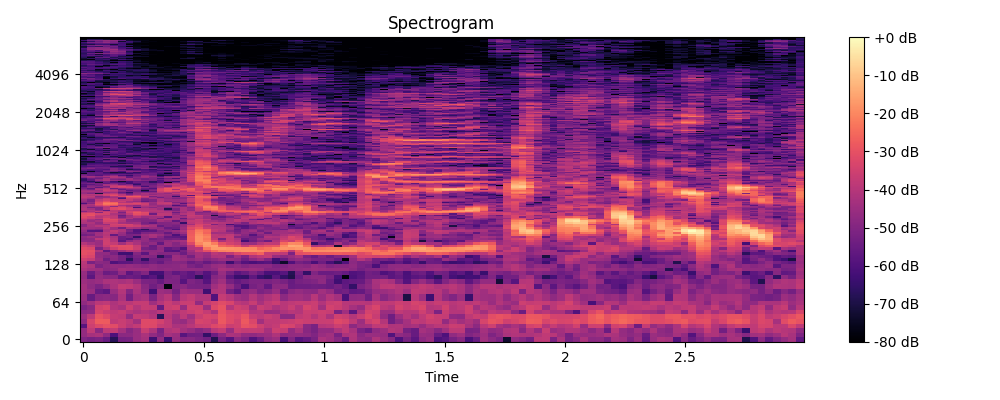 Spectrogram
+0 dB
4096
-10 dB
2048
-20 dB
1024
-30 dB
Hz
512
-40 dB
256
-50 dB
128
-60 dB
64
-70 dB
0
-80 dB
0 0.5 1 1.5 2 2.5
Time